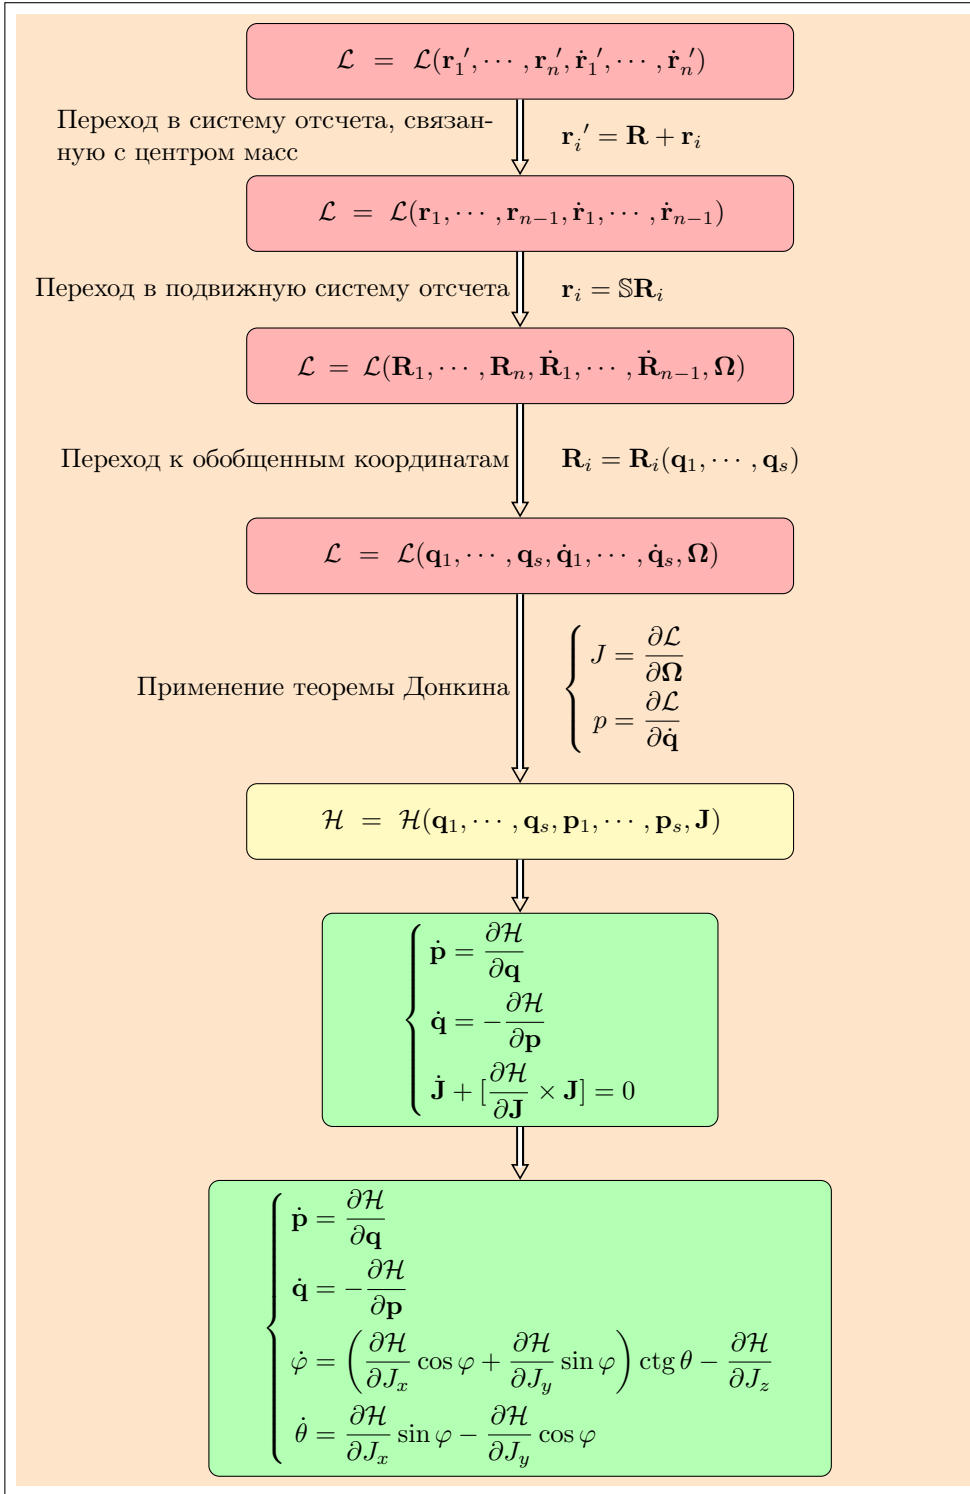 ℒ = ℒ(𝐫₁′, ⋯ , 𝐫ₙ′, 𝐫̇₁′, ⋯ , 𝐫̇ₙ′)
Переход в систему отсчета, связан-
ную с центром масс
𝐫ᵢ′ = 𝐑 + 𝐫ᵢ
ℒ = ℒ(𝐫₁, ⋯ , 𝐫ₙ₋₁, 𝐫̇₁, ⋯ , 𝐫̇ₙ₋₁)
Переход в подвижную систему отсчета 𝐫ᵢ = 𝕊𝐑ᵢ
ℒ = ℒ(𝐑₁, ⋯ , 𝐑ₙ, 𝐑̇₁, ⋯ , 𝐑̇ₙ₋₁, 𝛀)
Переход к обобщенным координатам 𝐑ᵢ = 𝐑ᵢ(𝐪₁, ⋯ , 𝐪ₛ)
ℒ = ℒ(𝐪₁, ⋯ , 𝐪ₛ, 𝐪̇₁, ⋯ , 𝐪̇ₛ, 𝛀)
Применение теоремы Донкина
J = ∂ℒ/∂𝛀
p = ∂ℒ/∂𝐪̇
ℋ = ℋ(𝐪₁, ⋯ , 𝐪ₛ, 𝐩₁, ⋯ , 𝐩ₛ, 𝐉)
𝐩̇ = ∂ℋ/∂𝐪
𝐪̇ = −∂ℋ/∂𝐩
𝐉̇ + [∂ℋ/∂𝐉 × 𝐉] = 0
𝐩̇ = ∂ℋ/∂𝐪
𝐪̇ = −∂ℋ/∂𝐩
φ̇ = (∂ℋ/∂Jₓ cos φ + ∂ℋ/∂J_y sin φ) ctg θ − ∂ℋ/∂J_z
θ̇ = ∂ℋ/∂Jₓ sin φ − ∂ℋ/∂J_y cos φ